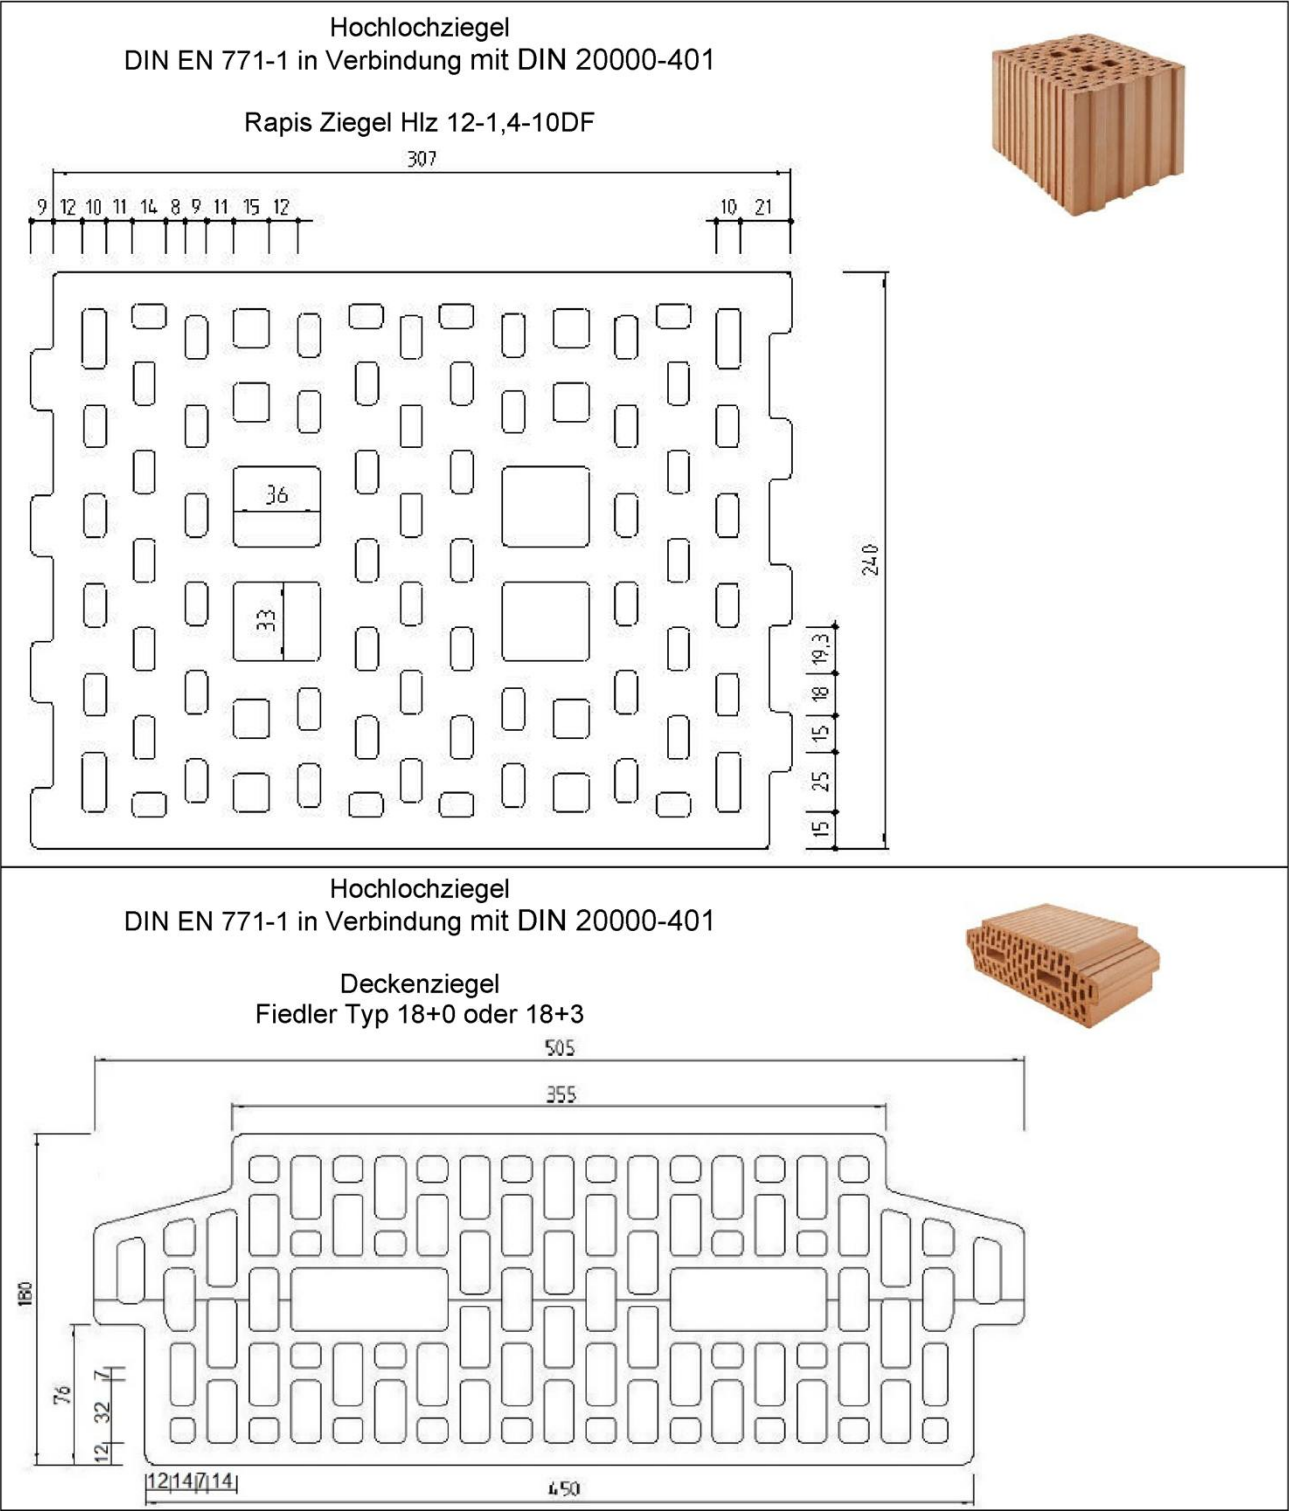 Hochlochziegel
DIN EN 771-1 in Verbindung mit DIN 20000-401
Rapis Ziegel Hlz 12-1,4-10DF
307
9 12 10 11 14 8 9 11 15 12 10 21
36
33
240
19,3
18
15
25
15
Hochlochziegel
DIN EN 771-1 in Verbindung mit DIN 20000-401
Deckenziegel
Fiedler Typ 18+0 oder 18+3
505
355
180
76
7
32
12
12 14 7 14
450